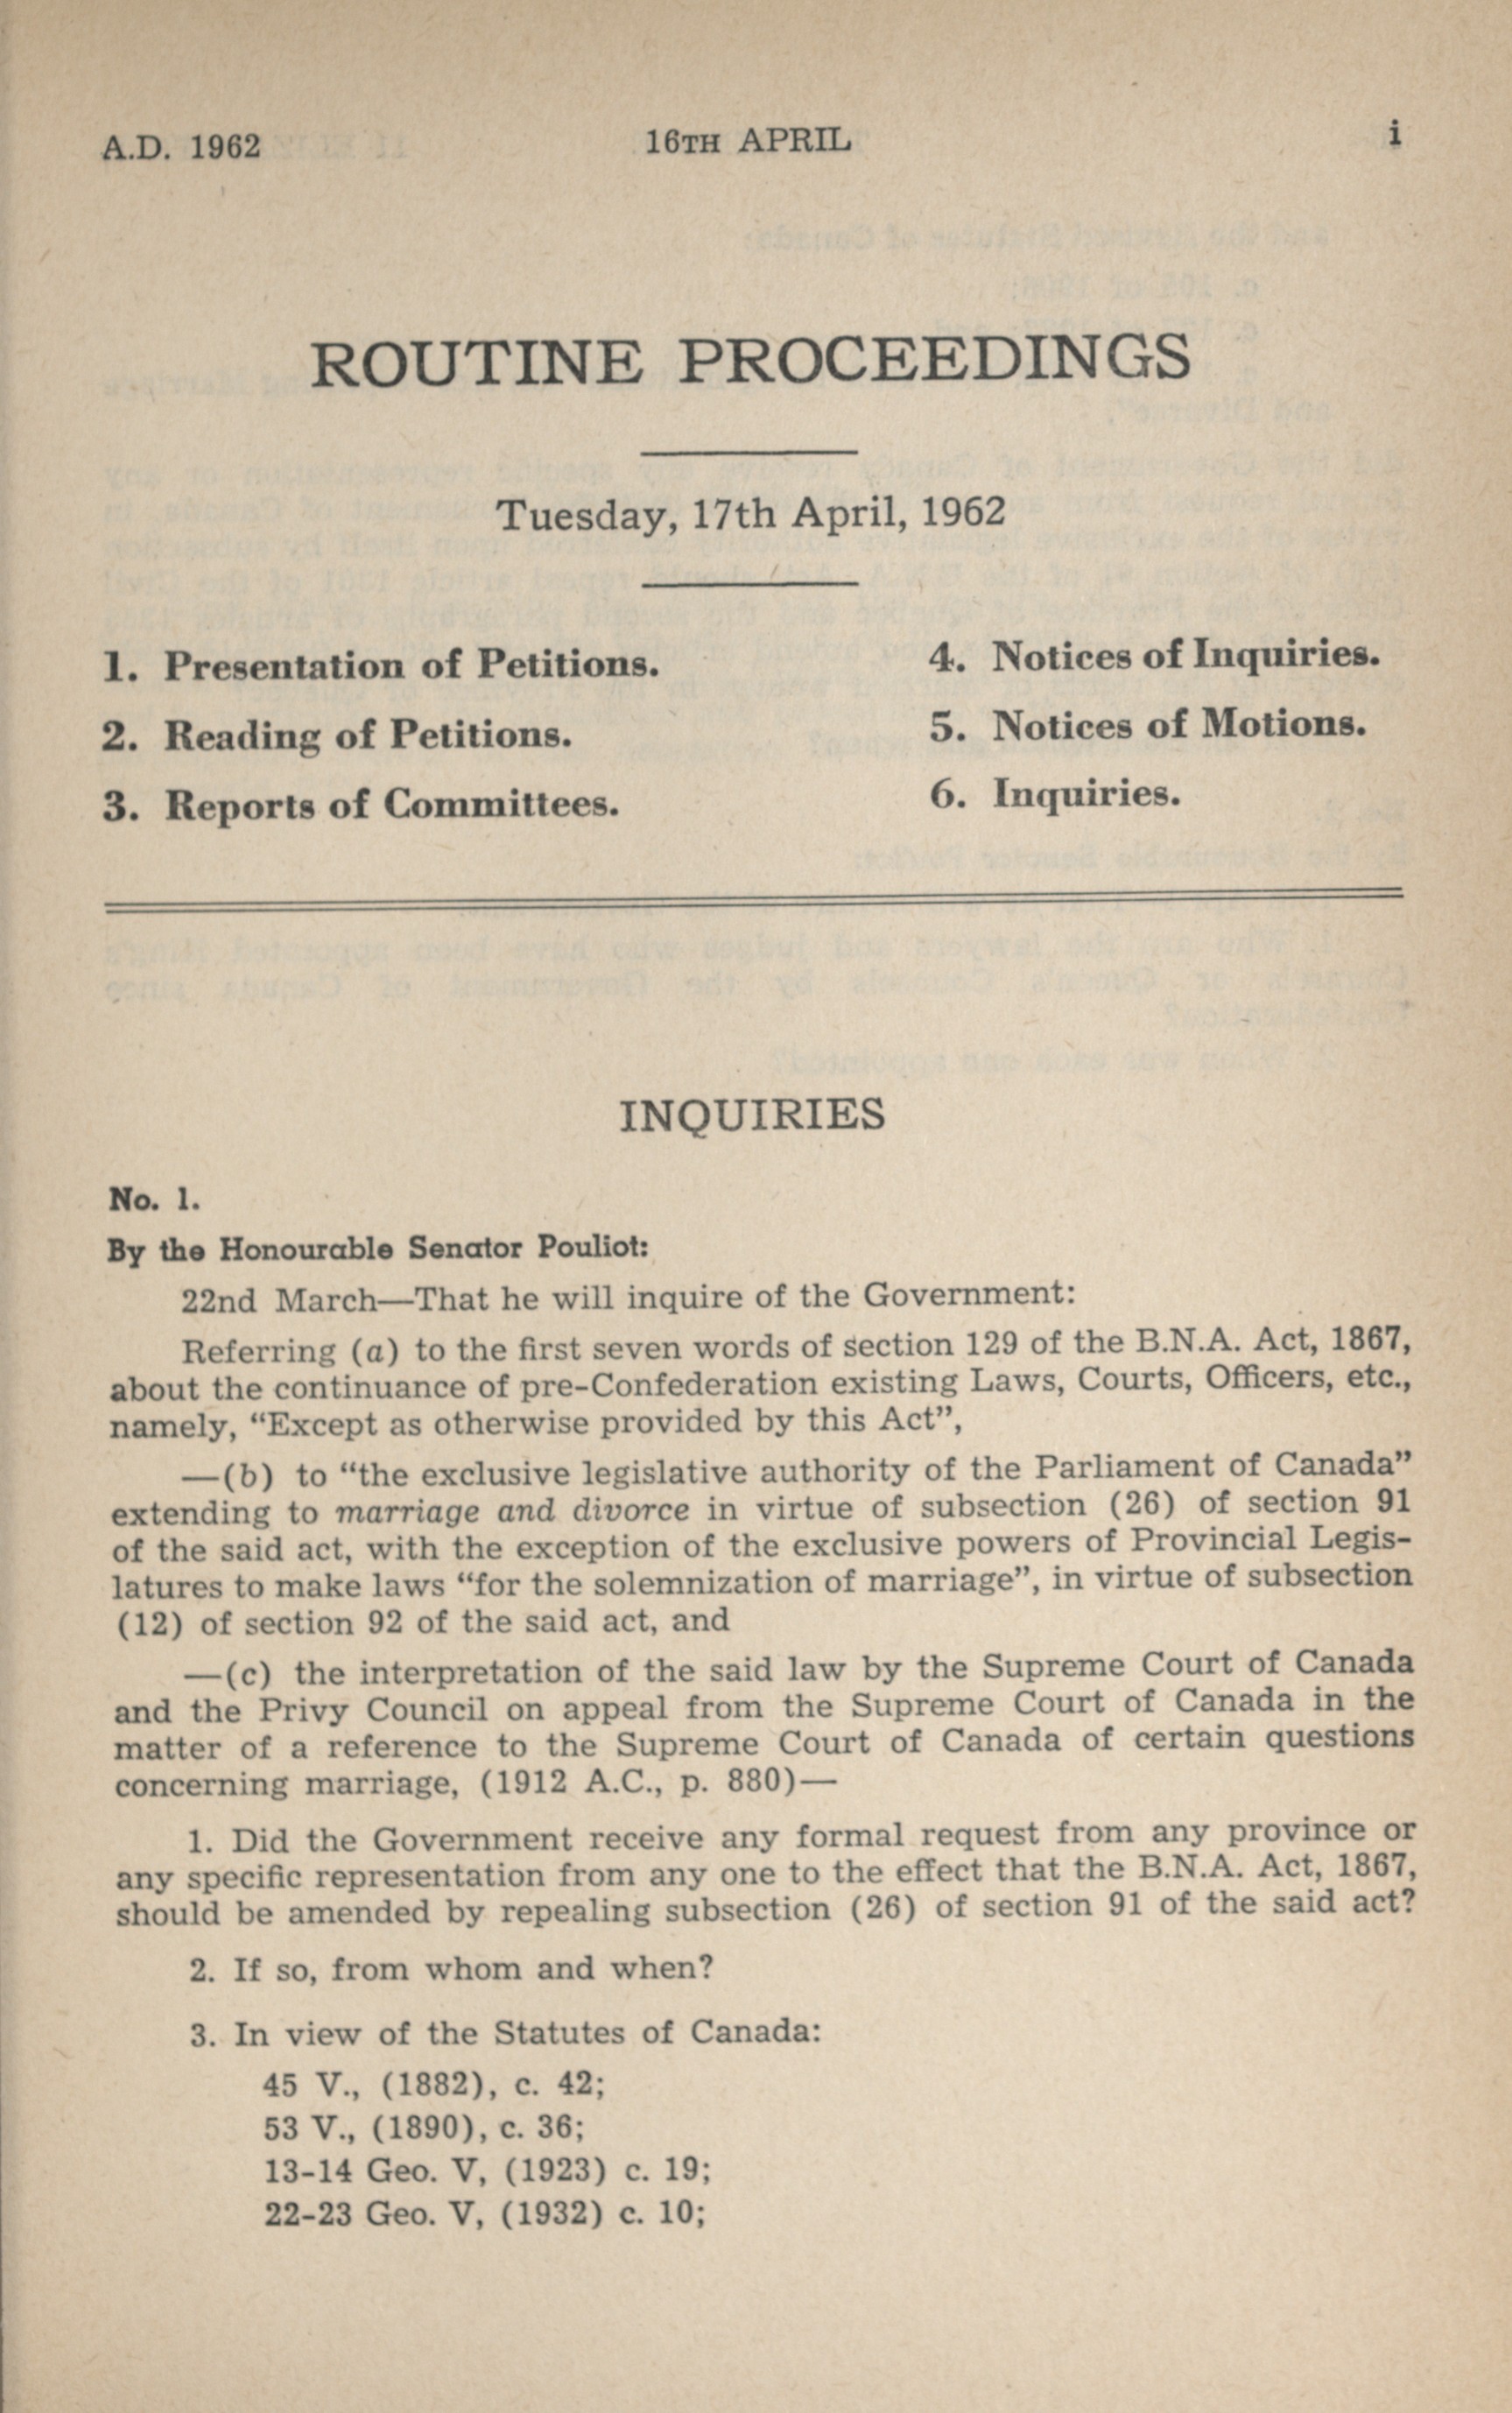 A.D. 1962 16TH APRIL i
ROUTINE PROCEEDINGS
Tuesday, 17th April, 1962
1. Presentation of Petitions.
2. Reading of Petitions.
3. Reports of Committees.
4. Notices of Inquiries.
5. Notices of Motions.
6. Inquiries.
INQUIRIES
No. 1.
By the Honourable Senator Pouliot:
22nd March—That he will inquire of the Government:
Referring (a) to the first seven words of section 129 of the B.N.A. Act, 1867,
about the continuance of pre-Confederation existing Laws, Courts, Officers, etc.,
namely, “Except as otherwise provided by this Act”,
—(b) to “the exclusive legislative authority of the Parliament of Canada”
extending to marriage and divorce in virtue of subsection (26) of section 91
of the said act, with the exception of the exclusive powers of Provincial Legis-
latures to make laws “for the solemnization of marriage”, in virtue of subsection
(12) of section 92 of the said act, and
—(c) the interpretation of the said law by the Supreme Court of Canada
and the Privy Council on appeal from the Supreme Court of Canada in the
matter of a reference to the Supreme Court of Canada of certain questions
concerning marriage, (1912 A.C., p. 880)—
1. Did the Government receive any formal request from any province or
any specific representation from any one to the effect that the B.N.A. Act, 1867,
should be amended by repealing subsection (26) of section 91 of the said act?
2. If so, from whom and when?
3. In view of the Statutes of Canada:
45 V., (1882), c. 42;
53 V., (1890), c. 36;
13-14 Geo. V, (1923) c. 19;
22-23 Geo. V, (1932) c. 10;